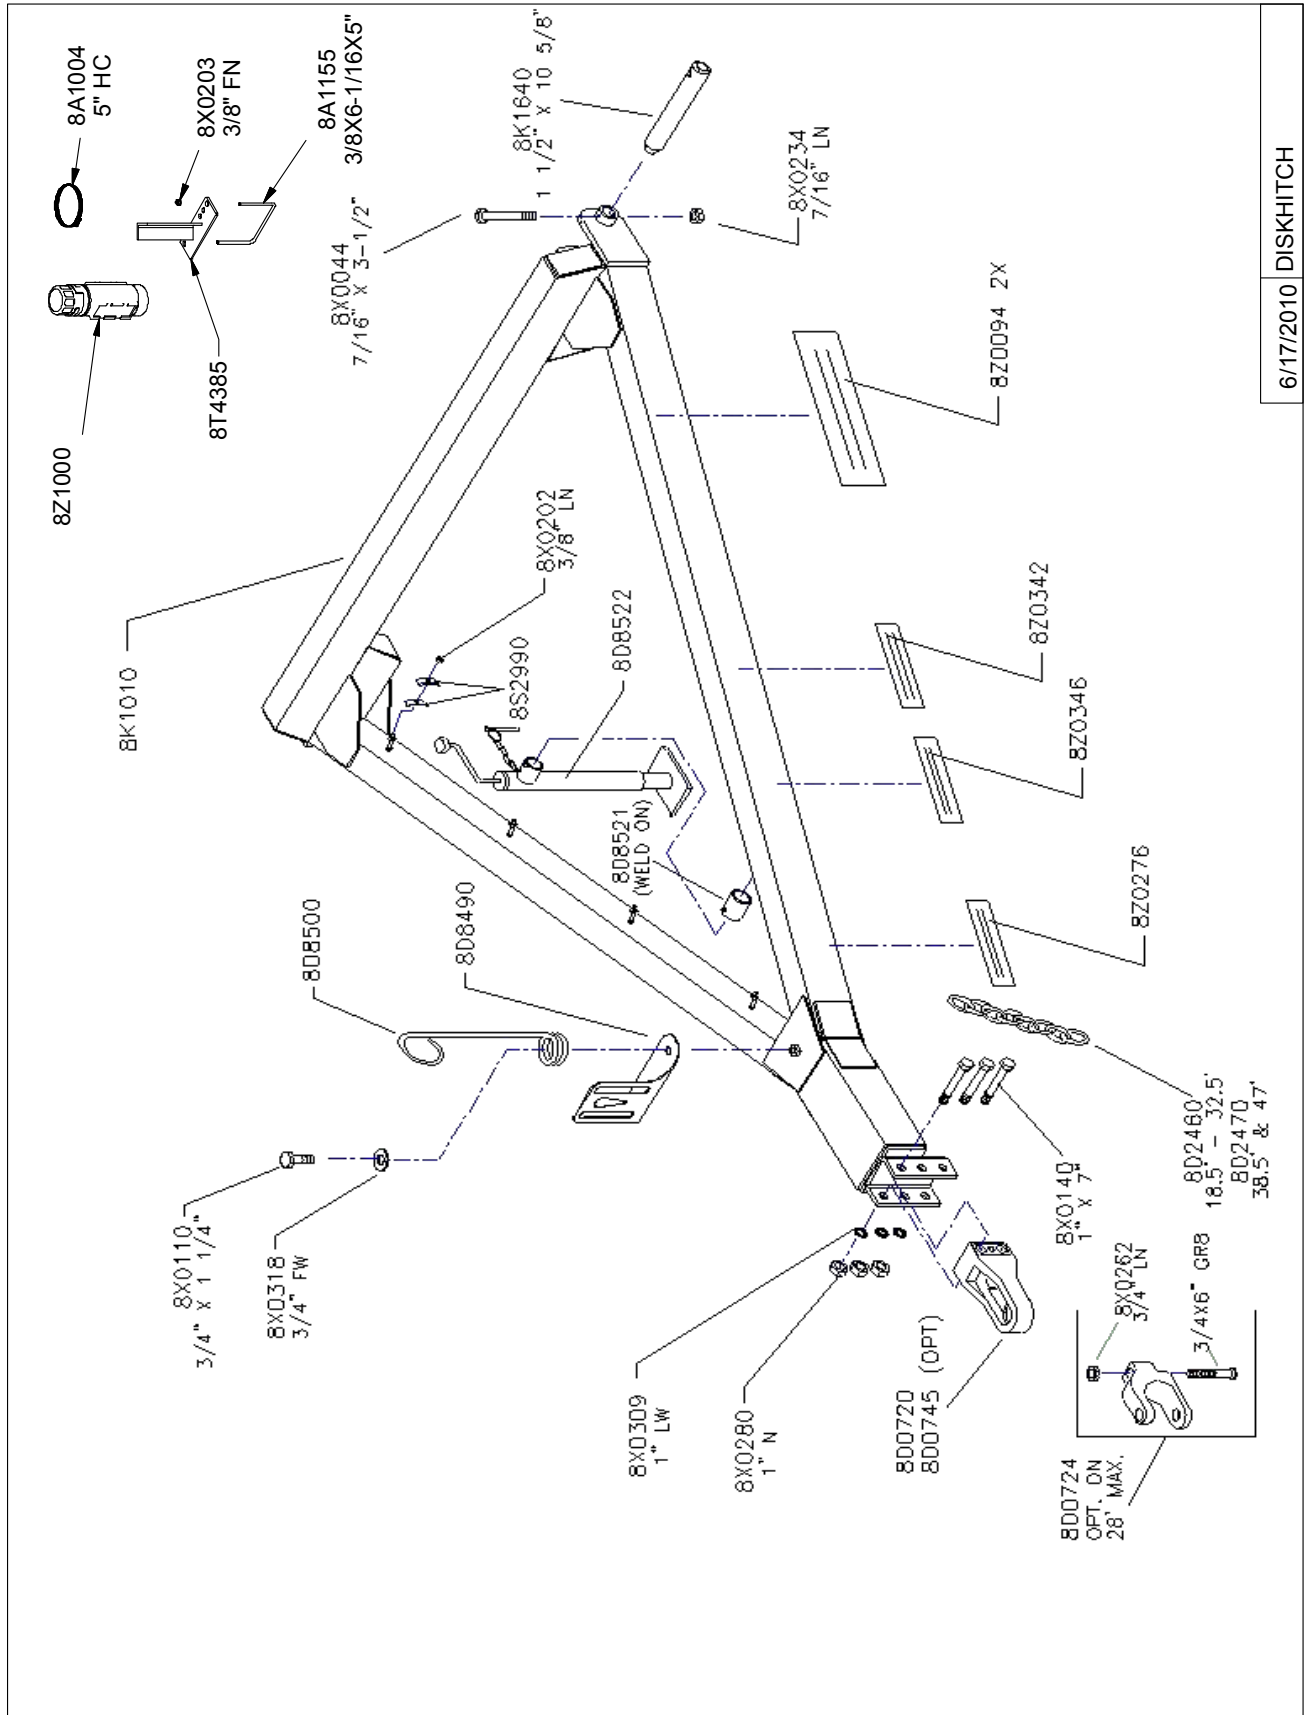 8A1004
5" HC
8X0203
3/8" FN
8A1155
3/8X6-1/16X5"
8Z1000
8T4385
8K1640
1 1/2" X 10 5/8"
8X0044
7/16" X 3-1/2"
8X0234
7/16" LN
8K1010
8X0202
3/8" LN
8S2990
8D8522
8D8521
(WELD ON)
8Z0094 2X
8Z0342
8Z0346
8Z0276
8D8500
8D8490
8X0110
3/4" X 1 1/4"
8X0318
3/4" FW
8D2460
18.5' - 32.5'
8D2470
38.5' & 47'
8X0140
1" X 7"
8X0309
1" LW
8X0280
1" N
8D0720
8D0745 (OPT)
8X0262
3/4" LN
3/4X6" GR8
8D0724
OPT. ON
28' MAX.
6/17/2010 DISKHITCH